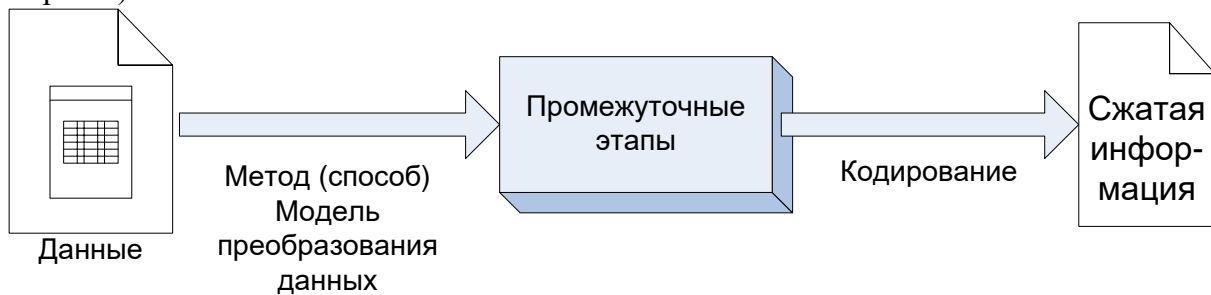 Промежуточные
этапы
Сжатая
инфор-
мация
Метод (способ)
Модель
преобразования
данных
Кодирование
Данные